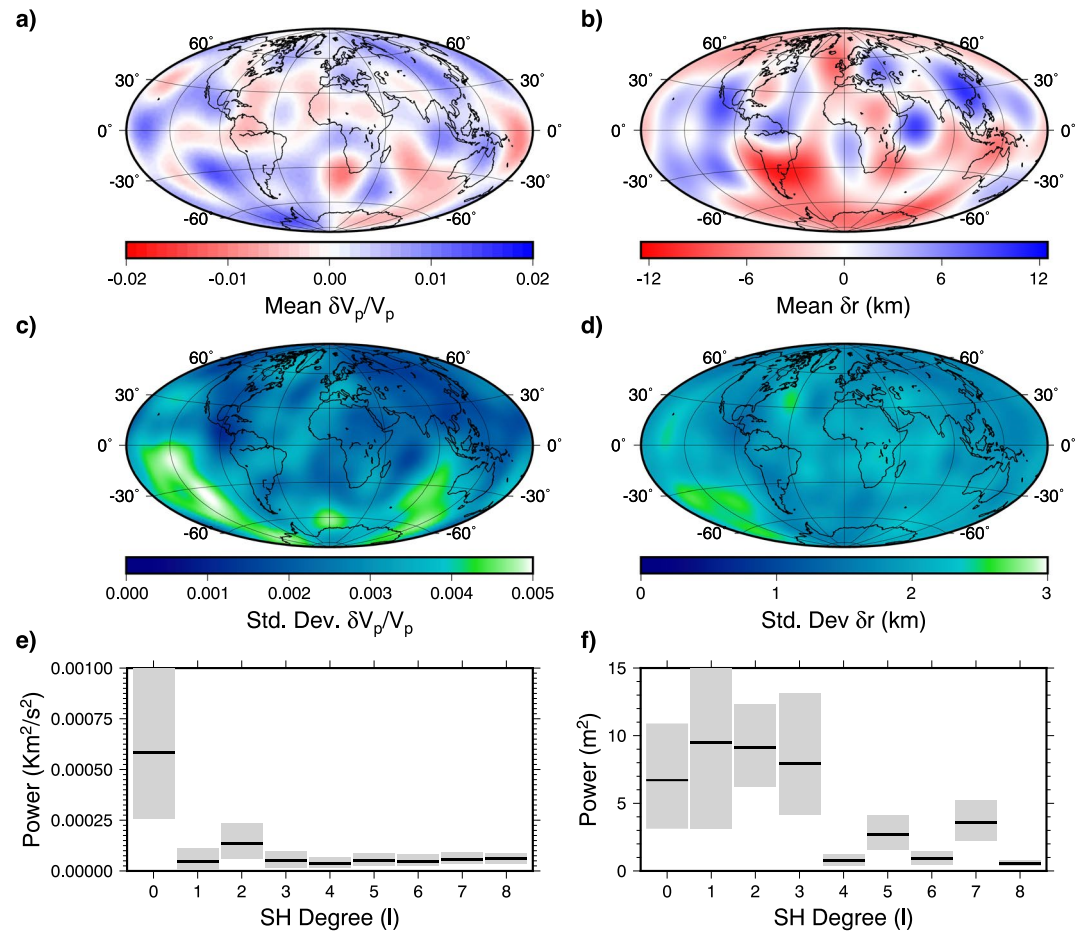 a) b)
60° 60° 60° 60°
30° 30° 30° 30°
0° 0° 0° 0°
-30 -30 -30 -30
-60 -60 -60 -60
-0.02 -0.01 0.00 0.01 0.02 -12 -6 0 6 12
Mean δVp/Vp Mean δr (km)
c) d)
60° 60° 60° 60°
30° 30° 30° 30°
0° 0° 0° 0°
-30 -30 -30 -30
-60 -60 -60 -60
0.000 0.001 0.002 0.003 0.004 0.005 0 1 2 3
Std. Dev. δVp/Vp Std. Dev δr (km)
e) f)
0.00100 15
0.00075
10
0.00050
5
0.00025
0.00000 0
Power (Km²/s²) Power (m²)
0 1 2 3 4 5 6 7 8 0 1 2 3 4 5 6 7 8
SH Degree (l) SH Degree (l)